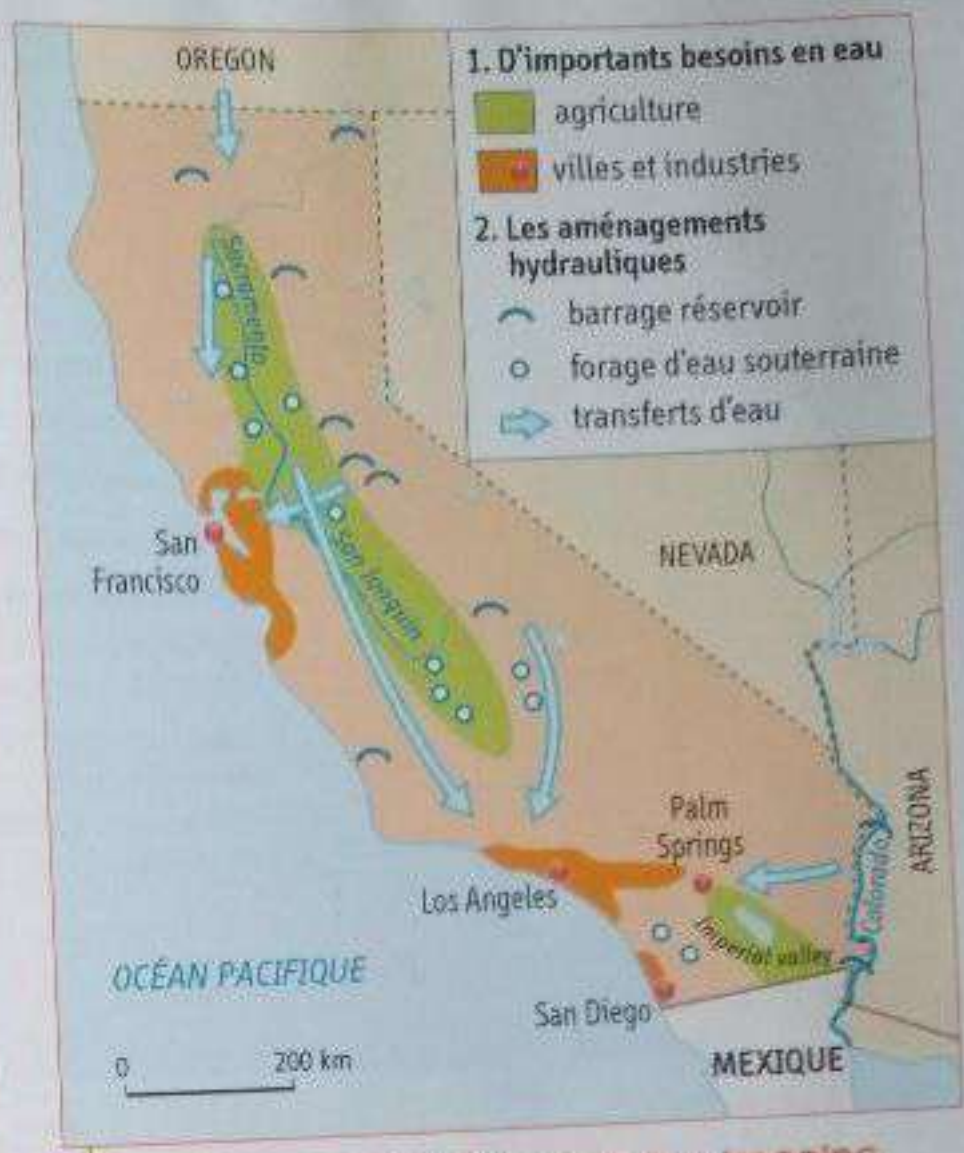 OREGON
1. D'importants besoins en eau
agriculture
villes et industries
2. Les aménagements
hydrauliques
barrage réservoir
forage d'eau souterraine
transferts d'eau
Sacramento
San
Francisco
San Joaquin
NEVADA
ARIZONA
Palm
Springs
Los Angeles
Colorado
Imperial valley
OCÉAN PACIFIQUE
San Diego
0
200 km
MEXIQUE